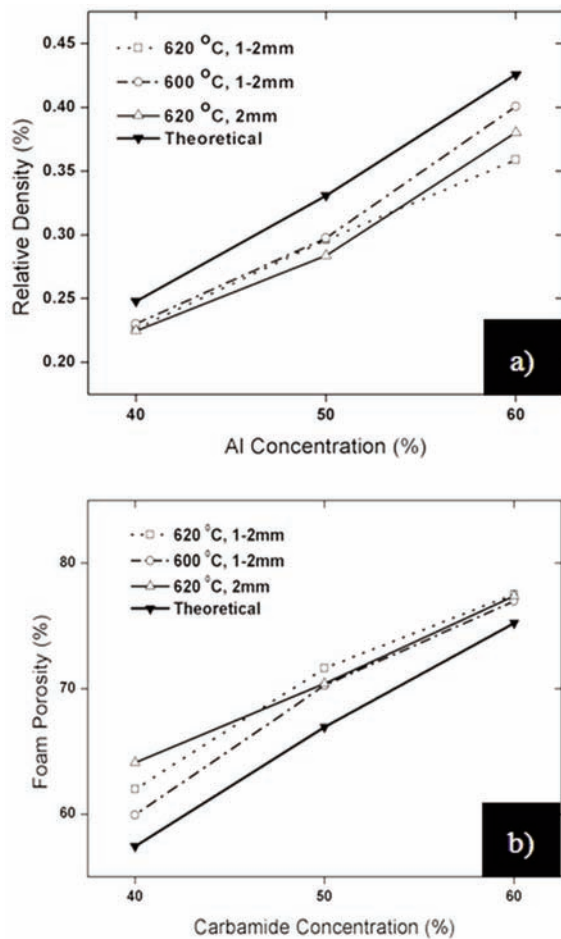 0.45
0.40
0.35
0.30
0.25
0.20
Relative Density (%)
620 °C, 1-2mm
600 °C, 1-2mm
620 °C, 2mm
Theoretical
a)
40
50
60
Al Concentration (%)
80
70
60
Foam Porosity (%)
620 °C, 1-2mm
600 °C, 1-2mm
620 °C, 2mm
Theoretical
b)
40
50
60
Carbamide Concentration (%)